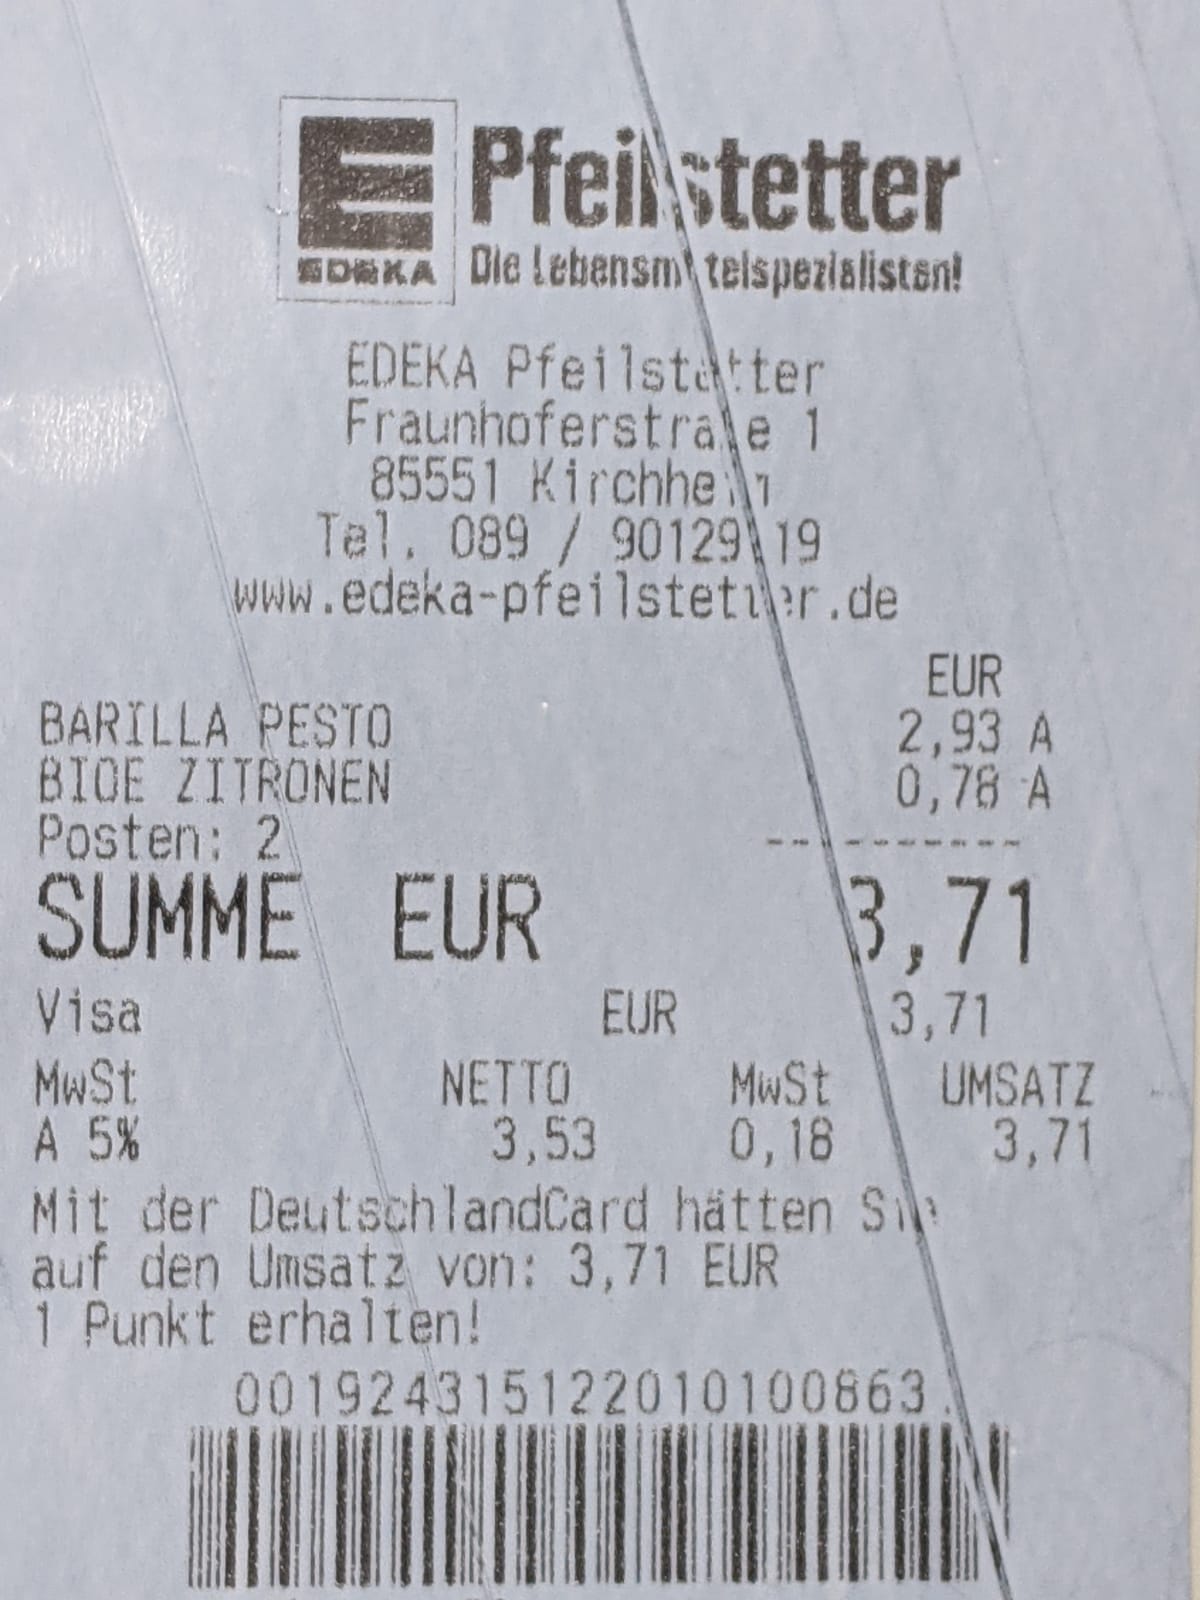 EDEKA
Pfeilstetter
Die Lebensmittelspezialisten!
EDEKA Pfeilstetter
Fraunhoferstraße 1
85551 Kirchheim
Tel. 089 /
www.edeka-pfeilstetter.de
EUR
BARILLA PESTO 2,93 A
BIOE ZITRONEN 0,78 A
Posten: 2
----------
SUMME EUR 3,71
Visa EUR 3,71
MwSt NETTO MwSt UMSATZ
A 5% 3,53 0,18 3,71
Mit der DeutschlandCard hätten Sie
auf den Umsatz von: 3,71 EUR
1 Punkt erhalten!